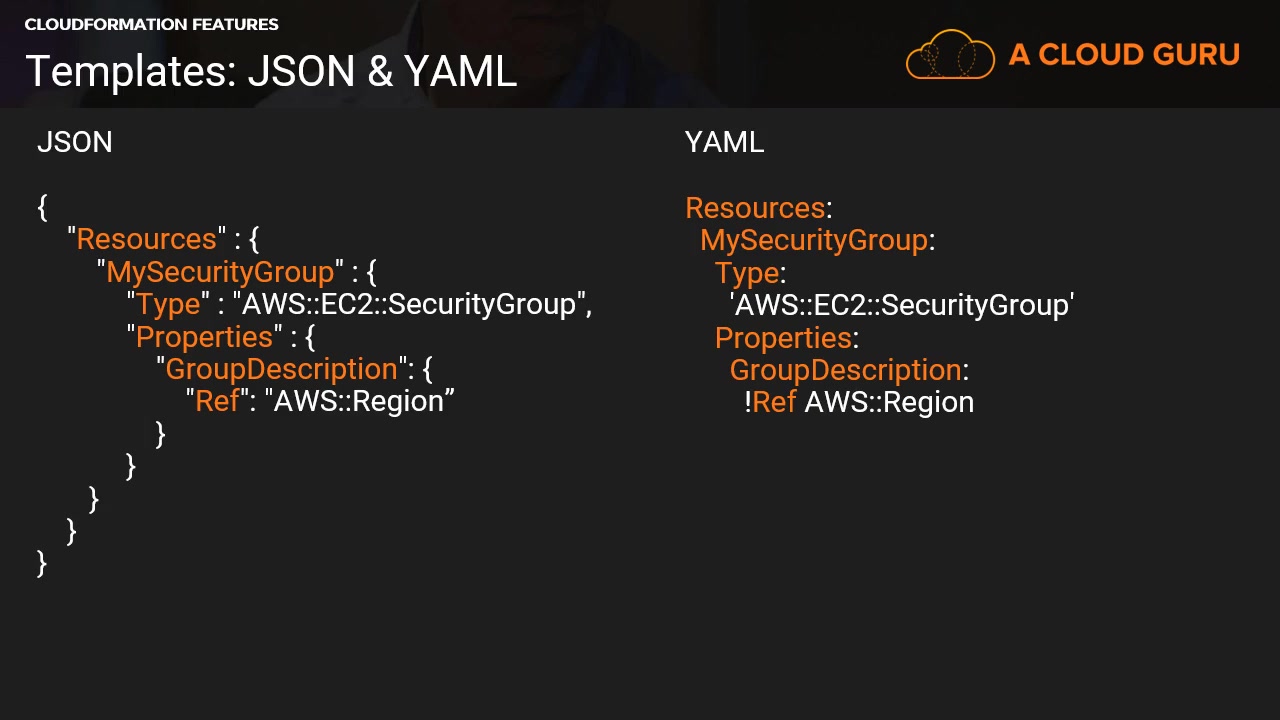 CLOUDFORMATION FEATURES
Templates: JSON & YAML
A CLOUD GURU
JSON
{
"Resources" : {
"MySecurityGroup" : {
"Type" : "AWS::EC2::SecurityGroup",
"Properties" : {
"GroupDescription": {
"Ref": "AWS::Region”
}
}
}
}
}
YAML
Resources:
MySecurityGroup:
Type:
'AWS::EC2::SecurityGroup'
Properties:
GroupDescription:
!Ref AWS::Region